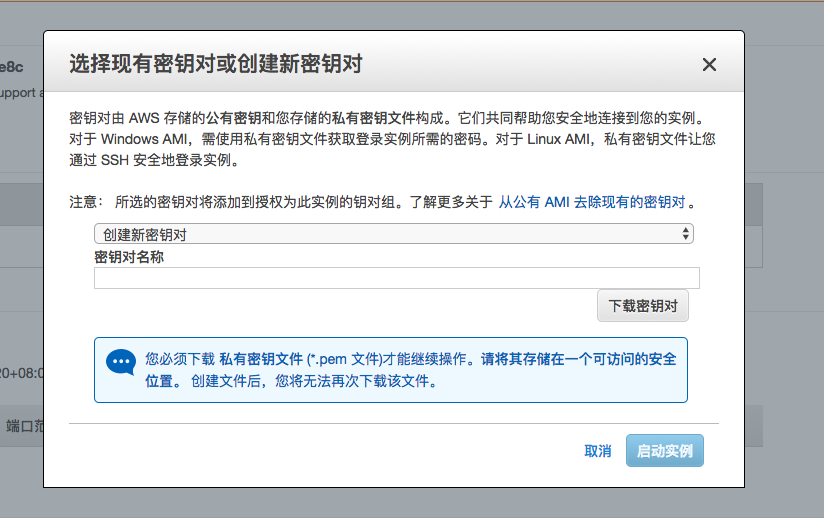 e8c
upport a
选择现有密钥对或创建新密钥对
密钥对由 AWS 存储的公有密钥和您存储的私有密钥文件构成。它们共同帮助您安全地连接到您的实例。
对于 Windows AMI，需使用私有密钥文件获取登录实例所需的密码。对于 Linux AMI，私有密钥文件让您
通过 SSH 安全地登录实例。
注意： 所选的密钥对将添加到授权为此实例的钥对组。了解更多关于 从公有 AMI 去除现有的密钥对 。
创建新密钥对
密钥对名称
下载密钥对
您必须下载 私有密钥文件 (*.pem 文件)才能继续操作。请将其存储在一个可访问的安全
位置。 创建文件后，您将无法再次下载该文件。
0+08:0
端口范
取消 启动实例